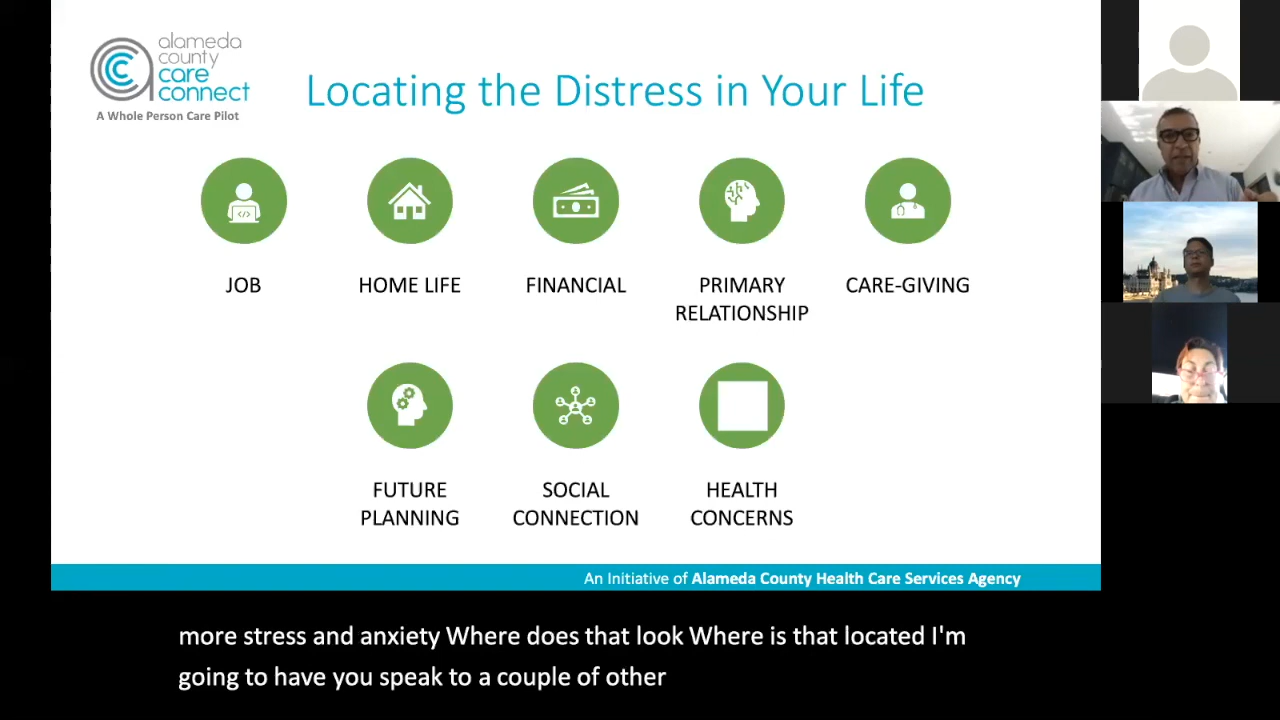 alameda
county
care
connect
A Whole Person Care Pilot
Locating the Distress in Your Life
JOB
HOME LIFE
FINANCIAL
PRIMARY
RELATIONSHIP
CARE-GIVING
FUTURE
PLANNING
SOCIAL
CONNECTION
HEALTH
CONCERNS
An Initiative of Alameda County Health Care Services Agency
more stress and anxiety Where does that look Where is that located I'm
going to have you speak to a couple of other